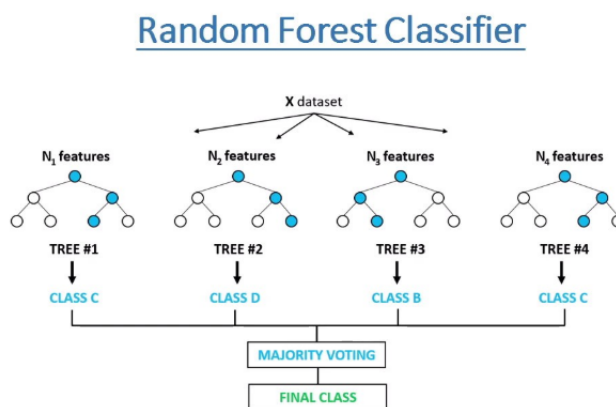 Random Forest Classifier
X dataset
N₁ features N₂ features N₃ features N₄ features
TREE #1 TREE #2 TREE #3 TREE #4
CLASS C CLASS D CLASS B CLASS C
MAJORITY VOTING
FINAL CLASS